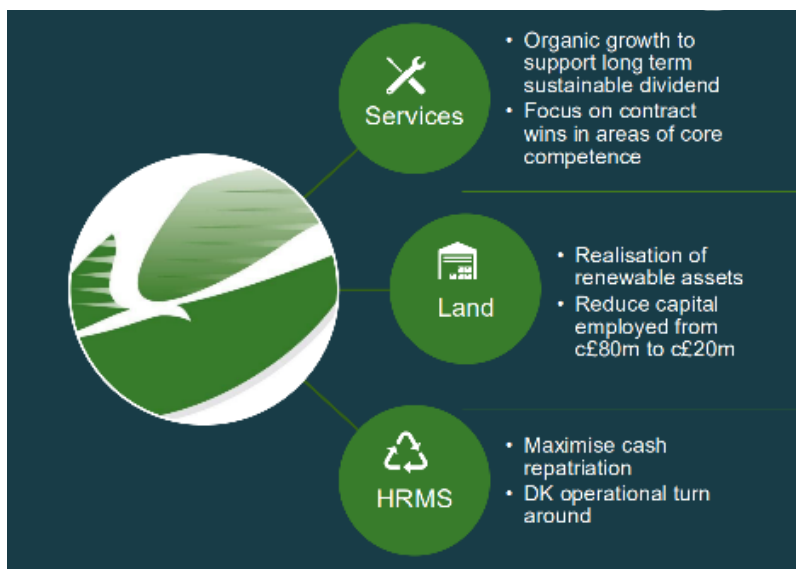 Services
• Organic growth to
support long term
sustainable dividend
• Focus on contract
wins in areas of core
competence
Land
• Realisation of
renewable assets
• Reduce capital
employed from
c£80m to c£20m
HRMS
• Maximise cash
repatriation
• DK operational turn
around